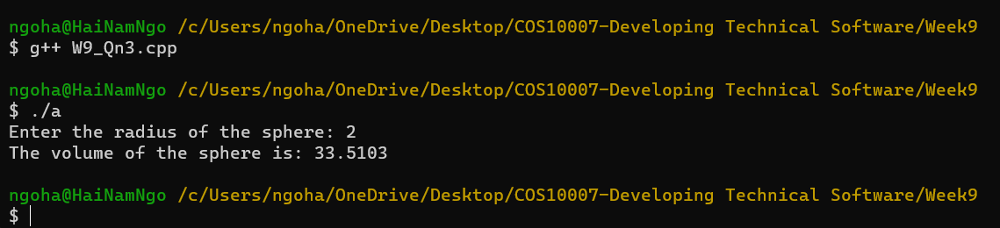 ngoha@HaiNamNgo /c/Users/ngoha/OneDrive/Desktop/COS10007-Developing Technical Software/Week9
$ g++ W9_Qn3.cpp
ngoha@HaiNamNgo /c/Users/ngoha/OneDrive/Desktop/COS10007-Developing Technical Software/Week9
$ ./a
Enter the radius of the sphere: 2
The volume of the sphere is: 33.5103
ngoha@HaiNamNgo /c/Users/ngoha/OneDrive/Desktop/COS10007-Developing Technical Software/Week9
$